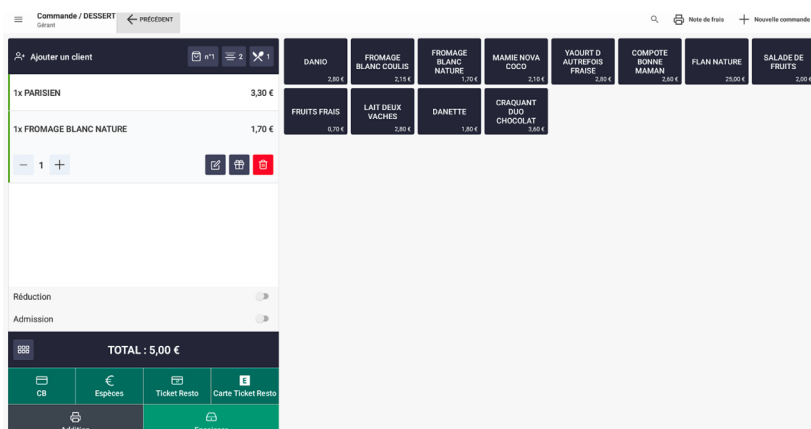 Commande / DESSERT
Gérant
PRÉCÉDENT
Note de frais
Nouvelle commande
Ajouter un client
n°1
2
1
1x PARISIEN
3,30 €
1x FROMAGE BLANC NATURE
1,70 €
1
Réduction
Admission
TOTAL : 5,00 €
CB
€
Espèces
Ticket Resto
E
Carte Ticket Resto
DANIO
2,80 €
FROMAGE
BLANC COULIS
2,15 €
FROMAGE
BLANC
NATURE
1,70 €
MAMIE NOVA
COCO
2,10 €
YAOURT D
AUTREFOIS
FRAISE
2,80 €
COMPOTE
BONNE
MAMAN
2,60 €
FLAN NATURE
25,00 €
SALADE DE
FRUITS
2,00 €
FRUITS FRAIS
0,70 €
LAIT DEUX
VACHES
2,80 €
DANETTE
1,80 €
CRAQUANT
DUO
CHOCOLAT
3,60 €